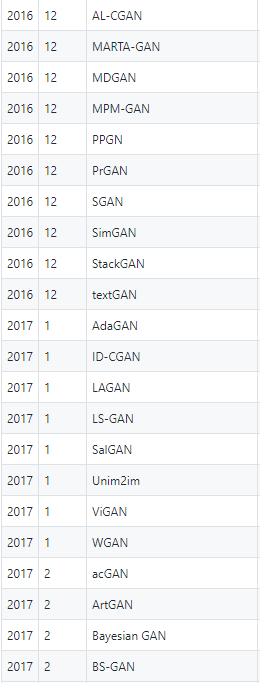 2016 12 AL-CGAN
2016 12 MARTA-GAN
2016 12 MDGAN
2016 12 MPM-GAN
2016 12 PPGN
2016 12 PrGAN
2016 12 SGAN
2016 12 SimGAN
2016 12 StackGAN
2016 12 textGAN
2017 1 AdaGAN
2017 1 ID-CGAN
2017 1 LAGAN
2017 1 LS-GAN
2017 1 SalGAN
2017 1 Unim2im
2017 1 ViGAN
2017 1 WGAN
2017 2 acGAN
2017 2 ArtGAN
2017 2 Bayesian GAN
2017 2 BS-GAN